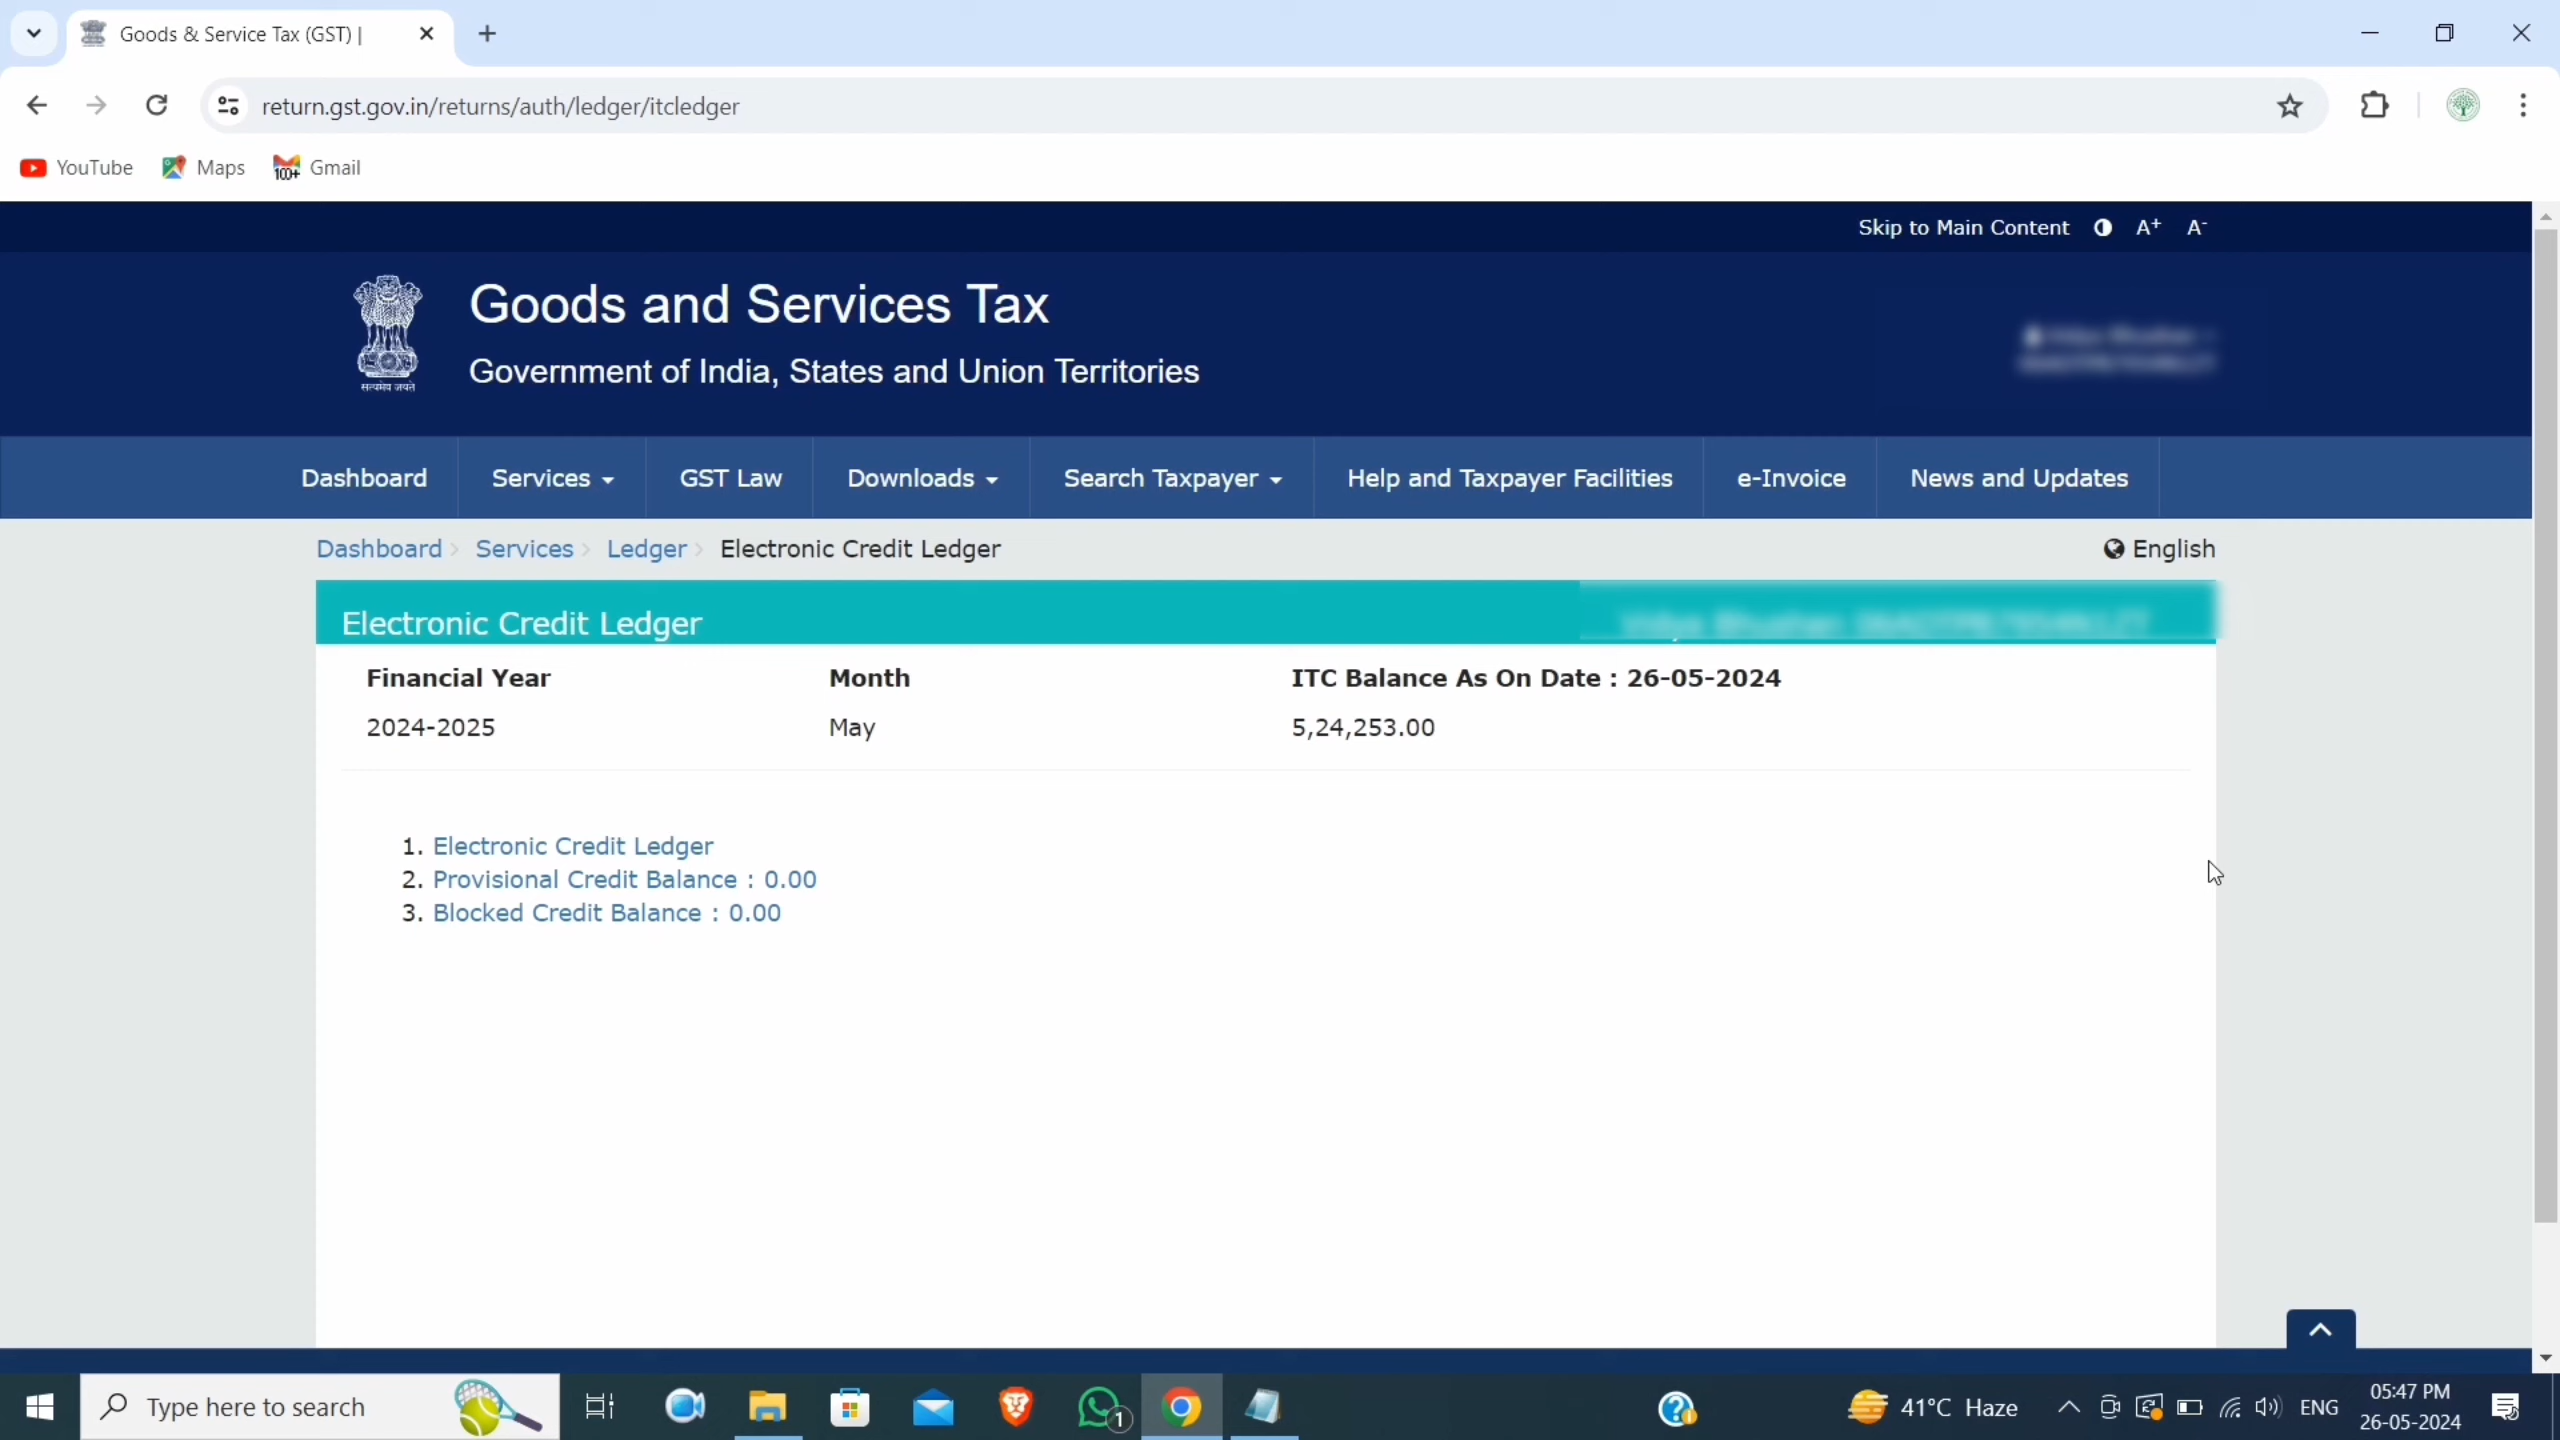 Goods & Service Tax (GST) |
return.gst.gov.in/returns/auth/ledger/itcledger
YouTube Maps 100+ Gmail
Skip to Main Content A+ A-
Goods and Services Tax
Government of India, States and Union Territories
सत्यमेव जयते
Dashboard Services GST Law Downloads Search Taxpayer Help and Taxpayer Facilities e-Invoice News and Updates
Dashboard Services Ledger Electronic Credit Ledger English
Electronic Credit Ledger
Financial Year Month ITC Balance As On Date : 26-05-2024
2024-2025 May 5,24,253.00
1. Electronic Credit Ledger
2. Provisional Credit Balance : 0.00
3. Blocked Credit Balance : 0.00
Type here to search 1 41°C Haze ENG 05:47 PM
26-05-2024